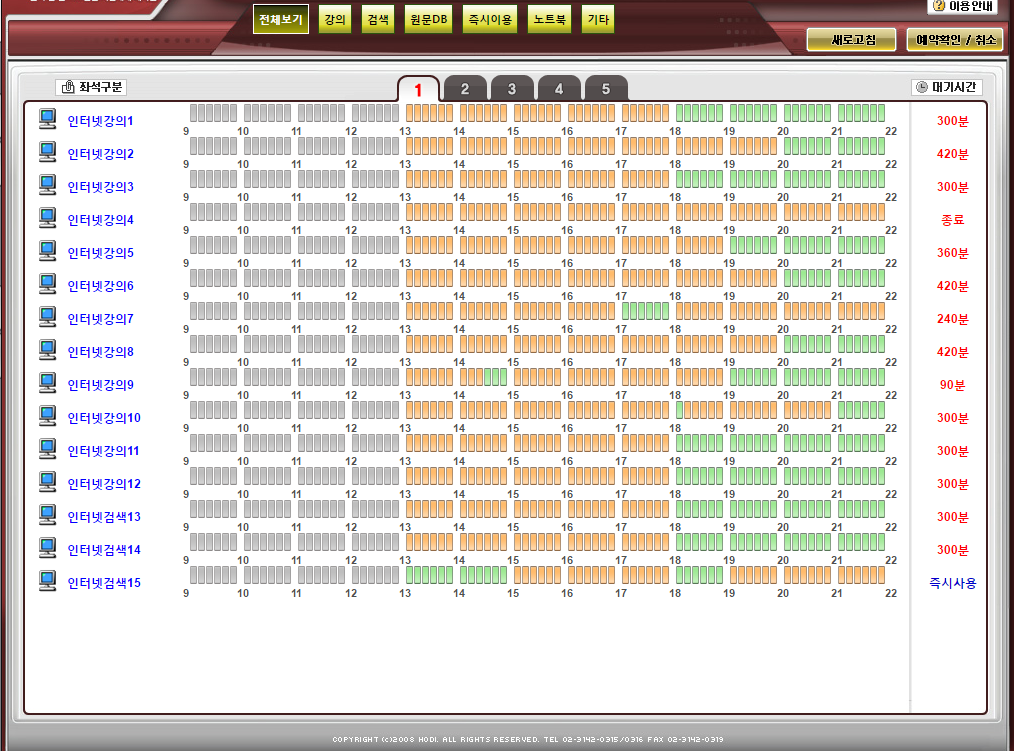 전체보기 강의 검색 원문DB 즉시이용 노트북 기타
이용안내
새로고침 예약확인 / 취소
좌석구분 1 2 3 4 5 대기시간
인터넷강의1 300분
9 10 11 12 13 14 15 16 17 18 19 20 21 22
인터넷강의2 420분
9 10 11 12 13 14 15 16 17 18 19 20 21 22
인터넷강의3 300분
9 10 11 12 13 14 15 16 17 18 19 20 21 22
인터넷강의4 종료
9 10 11 12 13 14 15 16 17 18 19 20 21 22
인터넷강의5 360분
9 10 11 12 13 14 15 16 17 18 19 20 21 22
인터넷강의6 420분
9 10 11 12 13 14 15 16 17 18 19 20 21 22
인터넷강의7 240분
9 10 11 12 13 14 15 16 17 18 19 20 21 22
인터넷강의8 420분
9 10 11 12 13 14 15 16 17 18 19 20 21 22
인터넷강의9 90분
9 10 11 12 13 14 15 16 17 18 19 20 21 22
인터넷강의10 300분
9 10 11 12 13 14 15 16 17 18 19 20 21 22
인터넷강의11 300분
9 10 11 12 13 14 15 16 17 18 19 20 21 22
인터넷강의12 300분
9 10 11 12 13 14 15 16 17 18 19 20 21 22
인터넷검색13 300분
9 10 11 12 13 14 15 16 17 18 19 20 21 22
인터넷검색14 300분
9 10 11 12 13 14 15 16 17 18 19 20 21 22
인터넷검색15 즉시사용
9 10 11 12 13 14 15 16 17 18 19 20 21 22
COPYRIGHT (c)2008 HODI. ALL RIGHTS RESERVED. TEL 02-3142-0315/0316 FAX 02-3142-0319